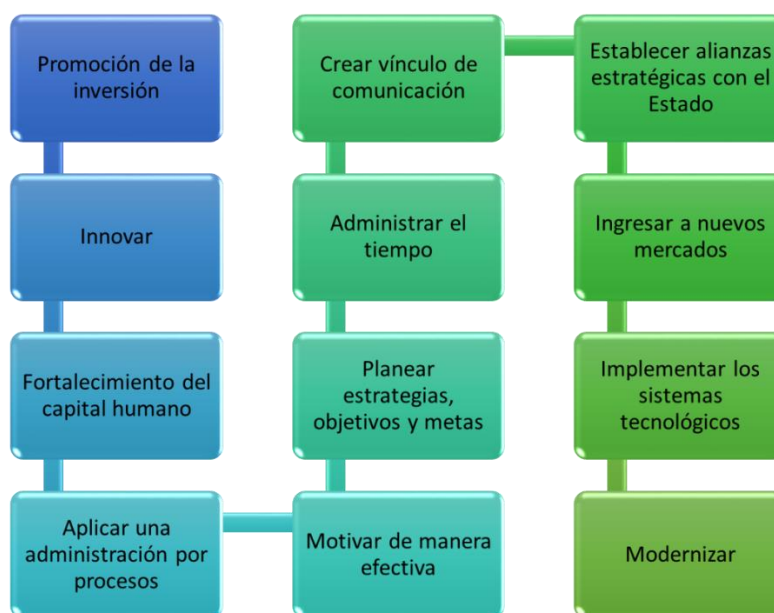 Promoción de la
inversión
Innovar
Fortalecimiento del
capital humano
Aplicar una
administración por
procesos
Motivar de manera
efectiva
Planear
estrategias,
objetivos y metas
Administrar el
tiempo
Crear vínculo de
comunicación
Establecer alianzas
estratégicas con el
Estado
Ingresar a nuevos
mercados
Implementar los
sistemas
tecnológicos
Modernizar